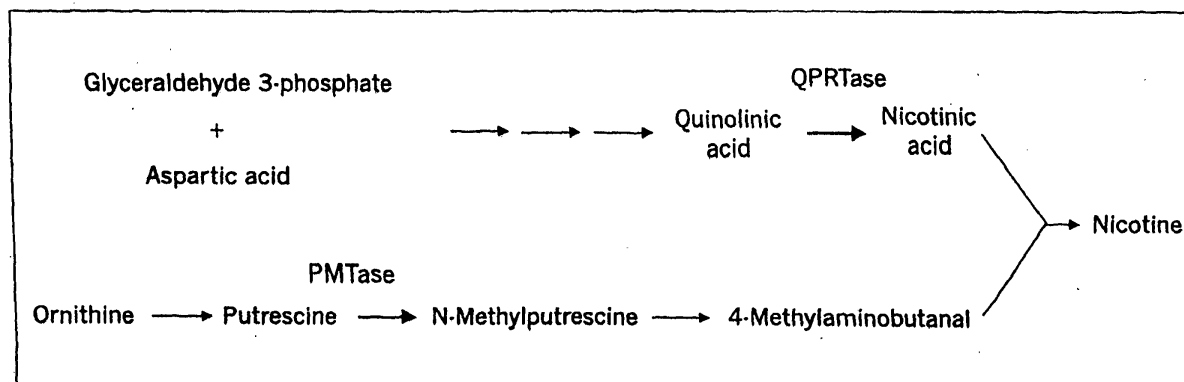 Glyceraldehyde 3-phosphate
+
Aspartic acid
QPRTase
Quinolinic acid
Nicotinic acid
Nicotine
PMTase
Ornithine
Putrescine
N-Methylputrescine
4-Methylaminobutanal